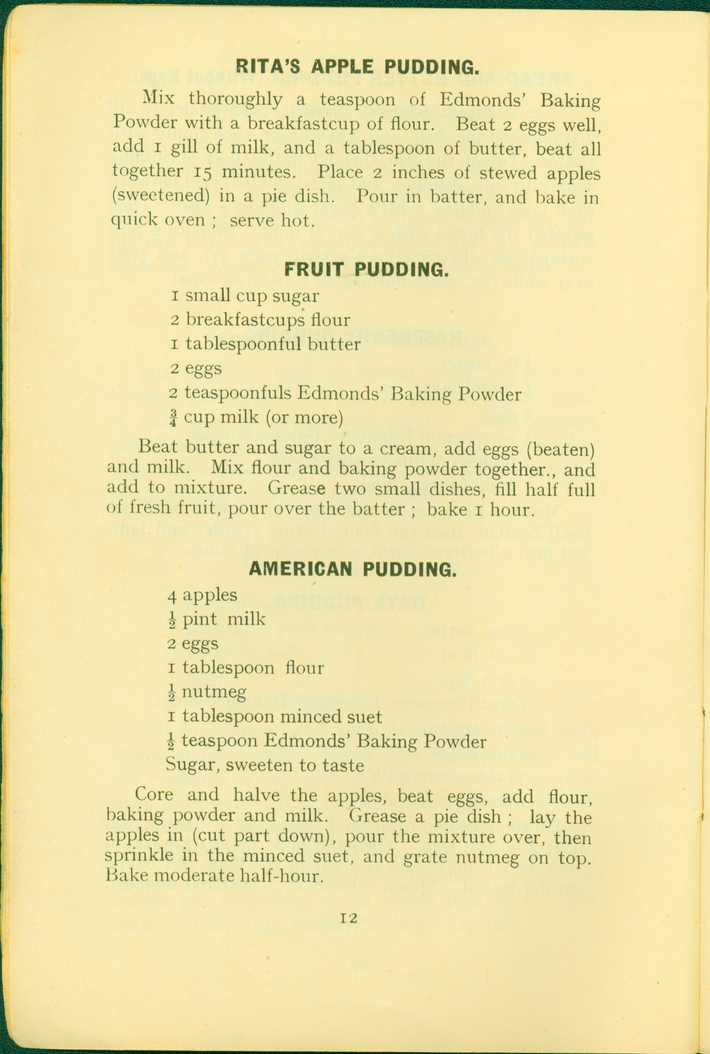 RITA'S APPLE PUDDING.
Mix thoroughly a teaspoon of Edmonds' Baking
Powder with a breakfastcup of flour. Beat 2 eggs well,
add 1 gill of milk, and a tablespoon of butter, beat all
together 15 minutes. Place 2 inches of stewed apples
(sweetened) in a pie dish. Pour in batter, and bake in
quick oven ; serve hot.
FRUIT PUDDING.
1 small cup sugar
2 breakfastcups flour
1 tablespoonful butter
2 eggs
2 teaspoonfuls Edmonds' Baking Powder
¾ cup milk (or more)
Beat butter and sugar to a cream, add eggs (beaten)
and milk. Mix flour and baking powder together., and
add to mixture. Grease two small dishes, fill half full
of fresh fruit, pour over the batter ; bake 1 hour.
AMERICAN PUDDING.
4 apples
½ pint milk
2 eggs
1 tablespoon flour
½ nutmeg
1 tablespoon minced suet
½ teaspoon Edmonds' Baking Powder
Sugar, sweeten to taste
Core and halve the apples, beat eggs, add flour,
baking powder and milk. Grease a pie dish ; lay the
apples in (cut part down), pour the mixture over, then
sprinkle in the minced suet, and grate nutmeg on top.
Bake moderate half-hour.
12